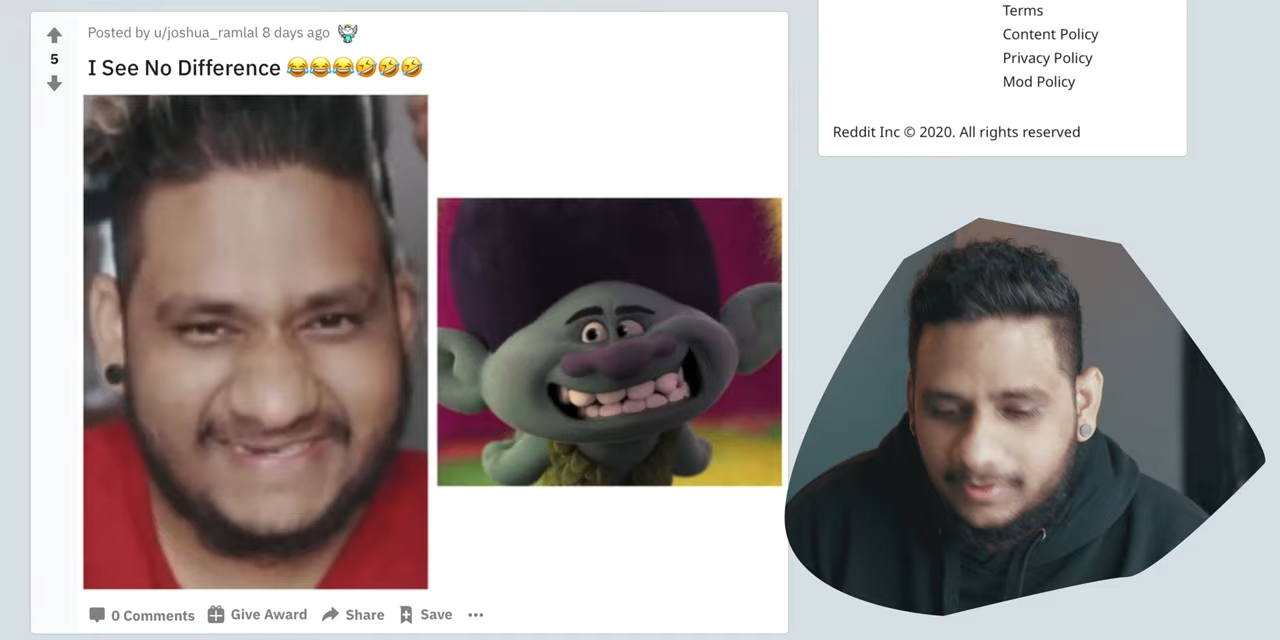 Posted by u/joshua_ramlal 8 days ago
5
I See No Difference 😂😂😂🤣🤣🤣
0 Comments Give Award Share Save ···
Terms
Content Policy
Privacy Policy
Mod Policy
Reddit Inc © 2020. All rights reserved